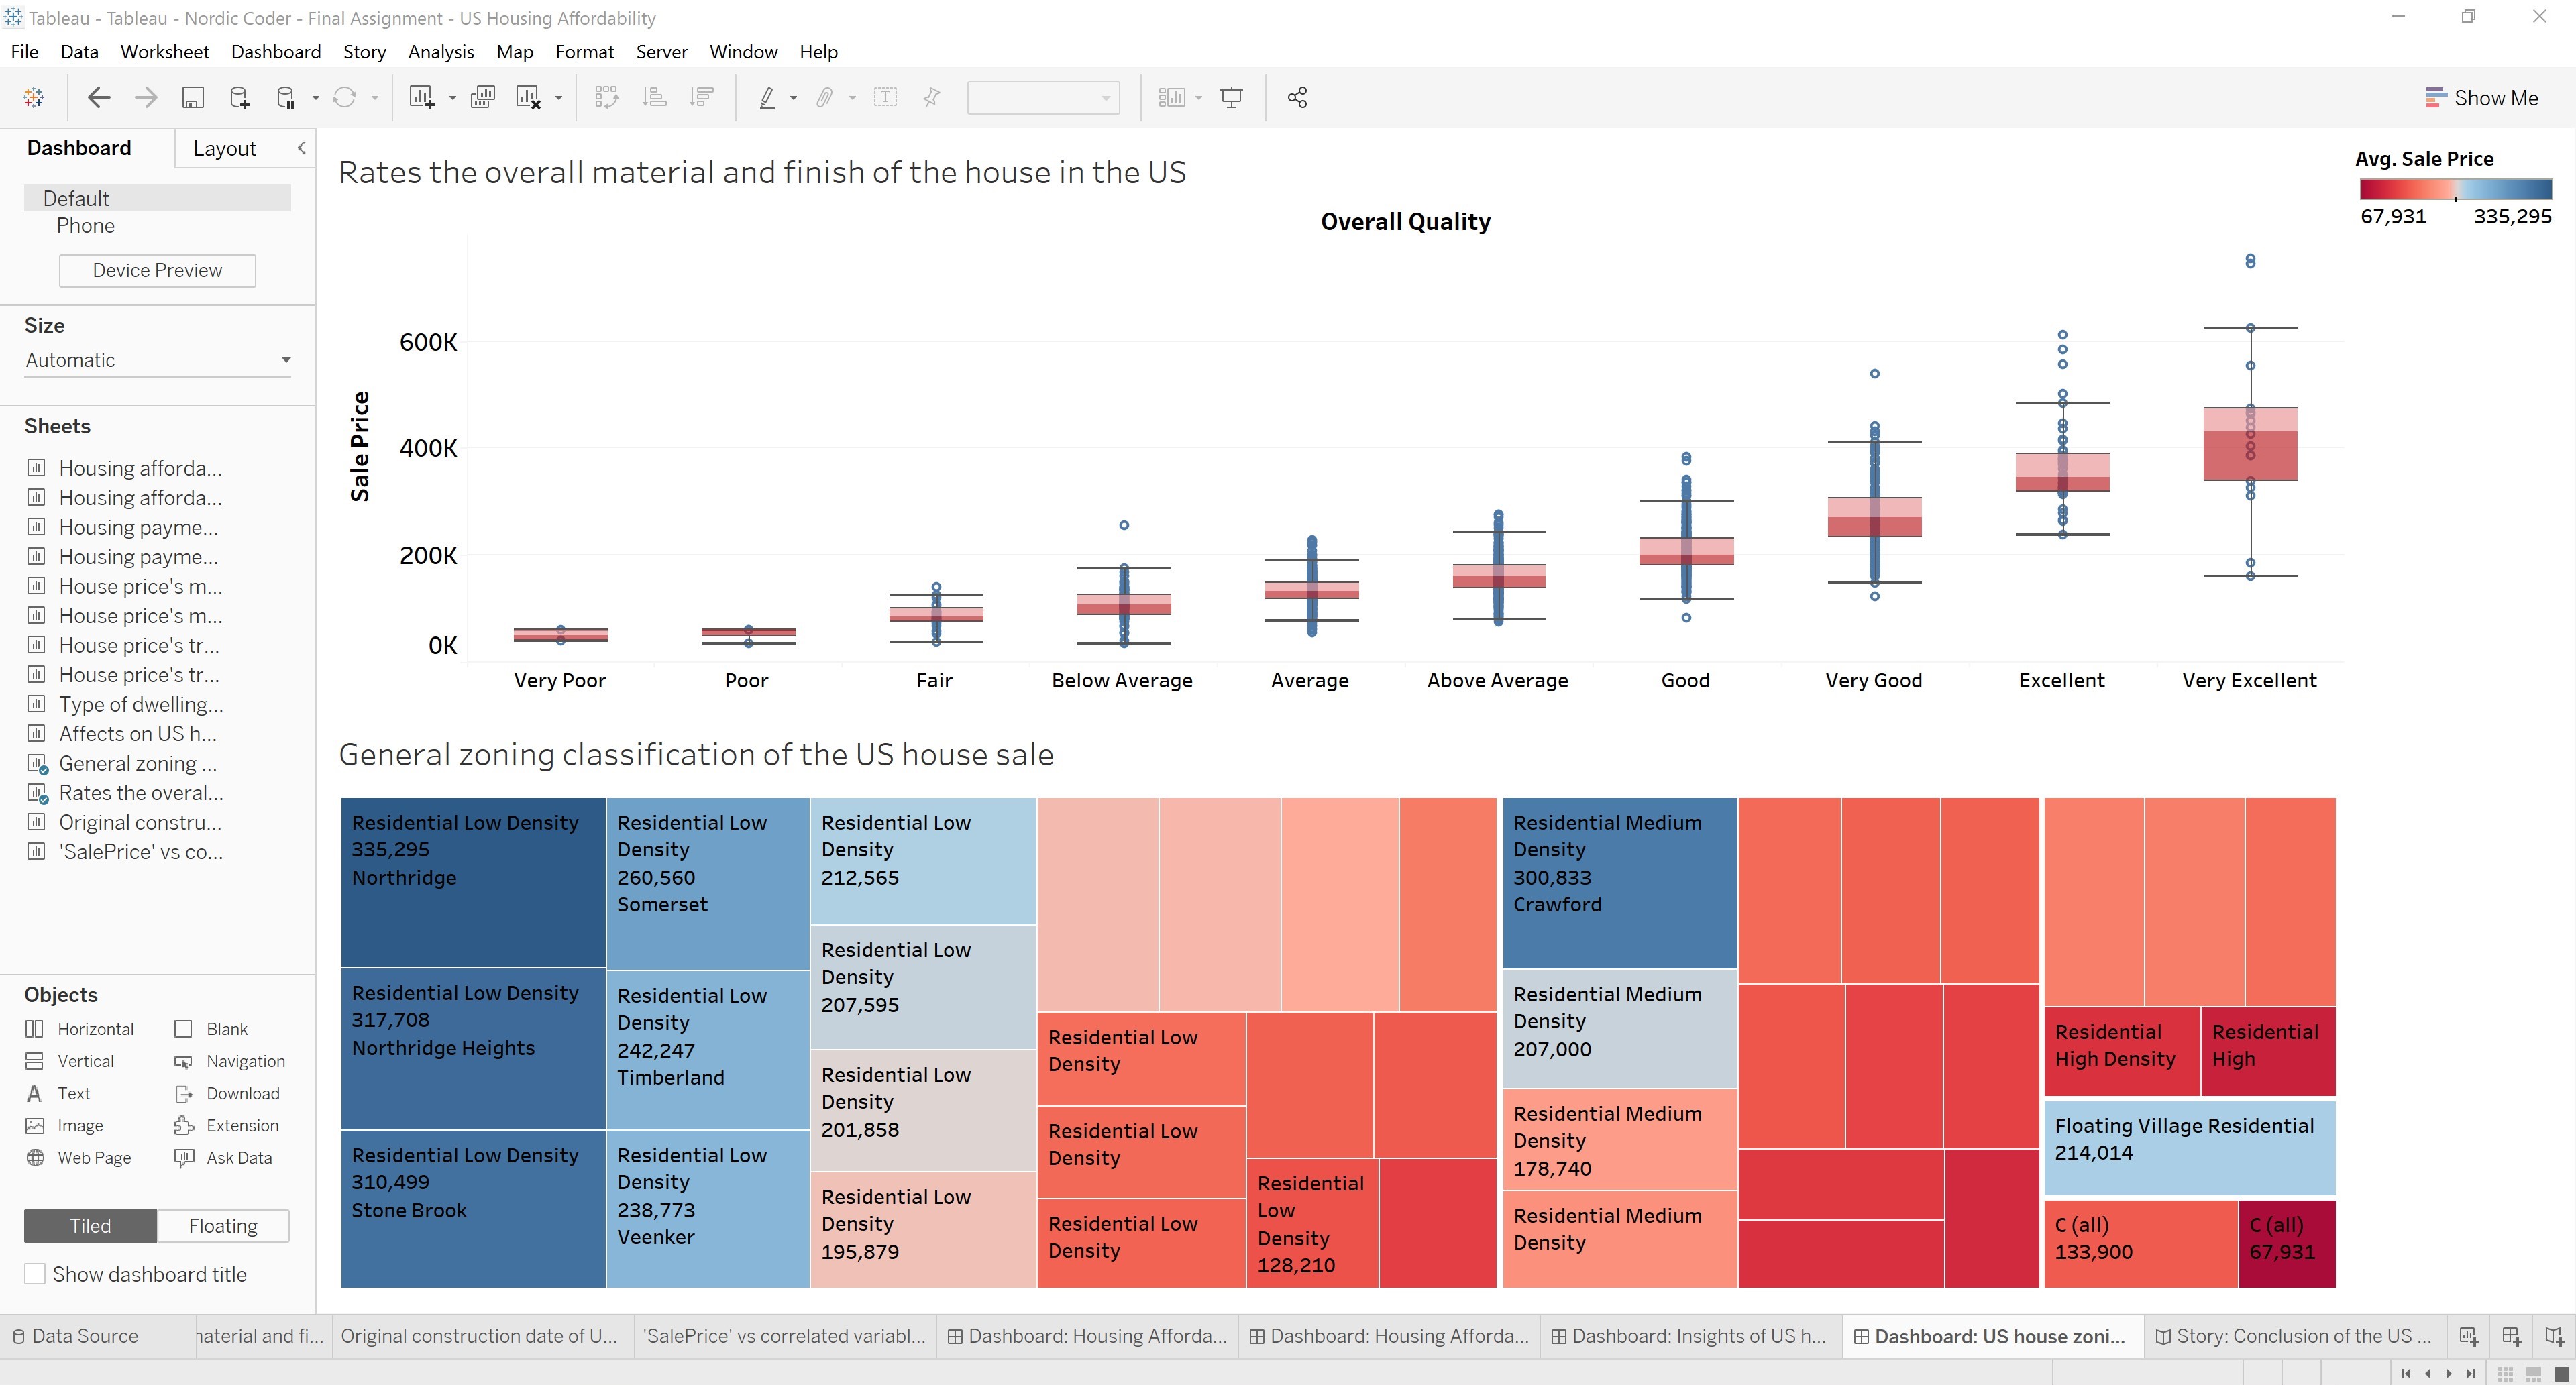 Tableau - Tableau - Nordic Coder - Final Assignment - US Housing Affordability
File Data Worksheet Dashboard Story Analysis Map Format Server Window Help
Show Me
Dashboard Layout
Default
Phone
Device Preview
Size
Automatic
Sheets
Housing afforda...
Housing afforda...
Housing payme...
Housing payme...
House price's m...
House price's m...
House price's tr...
House price's tr...
Type of dwelling...
Affects on US h...
General zoning ...
Rates the overal...
Original constru...
'SalePrice' vs co...
Objects
Horizontal Blank
Vertical Navigation
Text Download
Image Extension
Web Page Ask Data
Tiled Floating
Show dashboard title
Rates the overall material and finish of the house in the US
Overall Quality
Sale Price
600K
400K
200K
0K
Very Poor Poor Fair Below Average Average Above Average Good Very Good Excellent Very Excellent
Avg. Sale Price
67,931 335,295
General zoning classification of the US house sale
Residential Low Density
335,295
Northridge
Residential Low Density
317,708
Northridge Heights
Residential Low Density
310,499
Stone Brook
Residential Low
Density
260,560
Somerset
Residential Low
Density
242,247
Timberland
Residential Low
Density
238,773
Veenker
Residential Low
Density
212,565
Residential Low
Density
207,595
Residential Low
Density
201,858
Residential Low
Density
195,879
Residential Low
Density
Residential Low
Density
Residential Low
Density
Residential
Low
Density
128,210
Residential Medium
Density
300,833
Crawford
Residential Medium
Density
207,000
Residential Medium
Density
178,740
Residential Medium
Density
Residential
High Density
Residential
High
Floating Village Residential
214,014
C (all)
133,900
C (all)
67,931
Data Source
aterial and fi...
Original construction date of U...
'SalePrice' vs correlated variabl...
Dashboard: Housing Afforda...
Dashboard: Housing Afforda...
Dashboard: Insights of US h...
Dashboard: US house zoni...
Story: Conclusion of the US ...